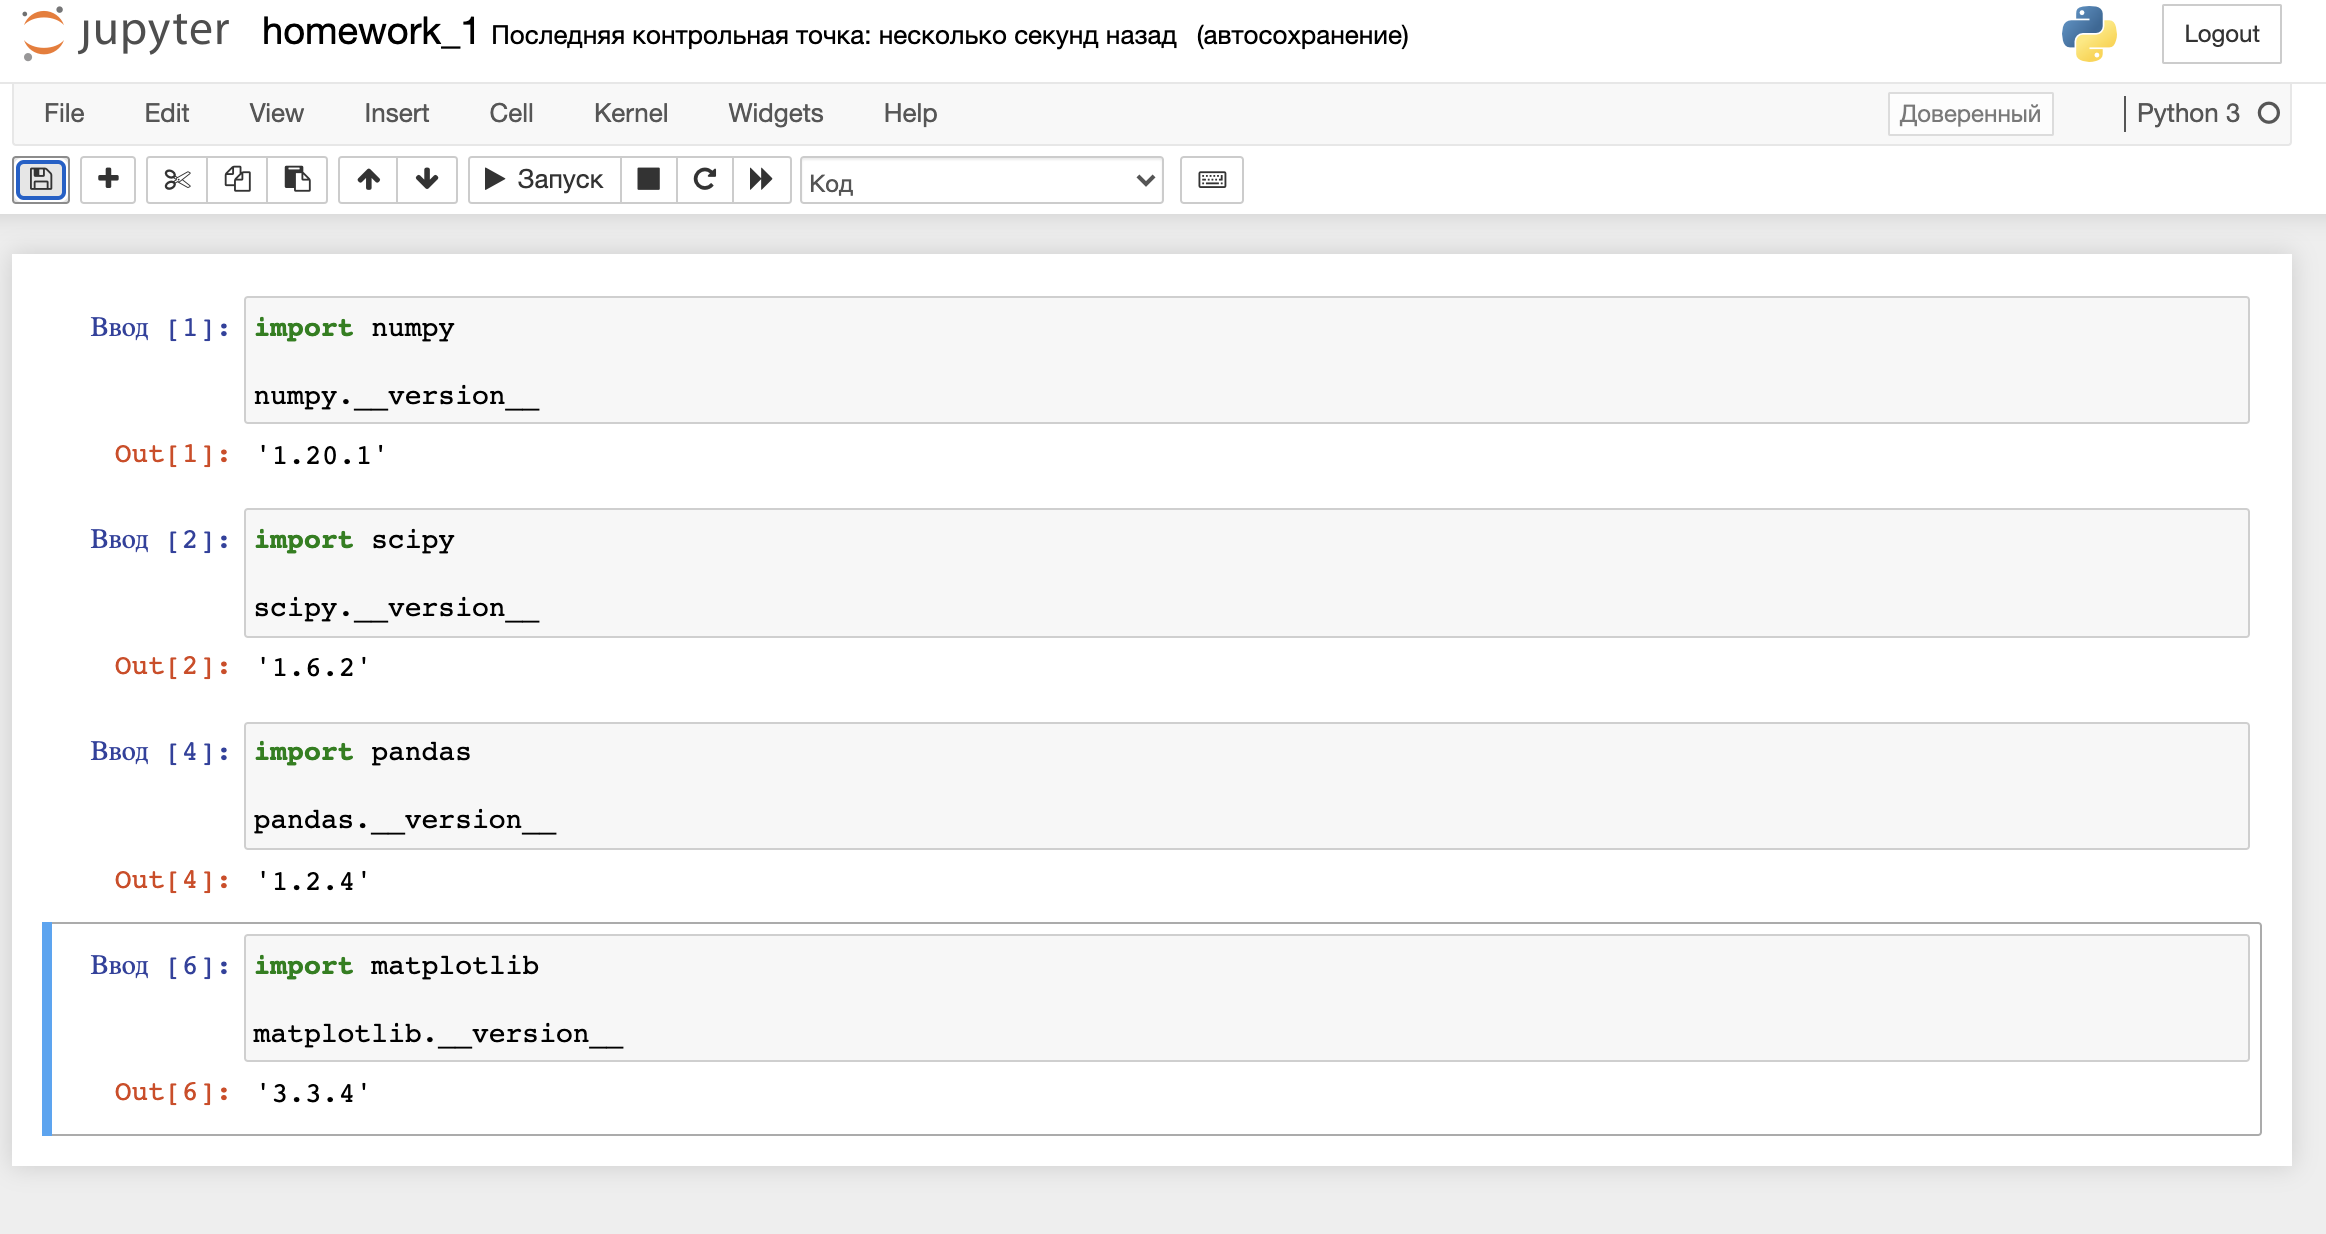 jupyter homework_1 Последняя контрольная точка: несколько секунд назад (автосохранение)
Logout
File Edit View Insert Cell Kernel Widgets Help
Доверенный
Python 3
Запуск
Код
Ввод [1]: import numpy
numpy.__version__
Out[1]: '1.20.1'
Ввод [2]: import scipy
scipy.__version__
Out[2]: '1.6.2'
Ввод [4]: import pandas
pandas.__version__
Out[4]: '1.2.4'
Ввод [6]: import matplotlib
matplotlib.__version__
Out[6]: '3.3.4'